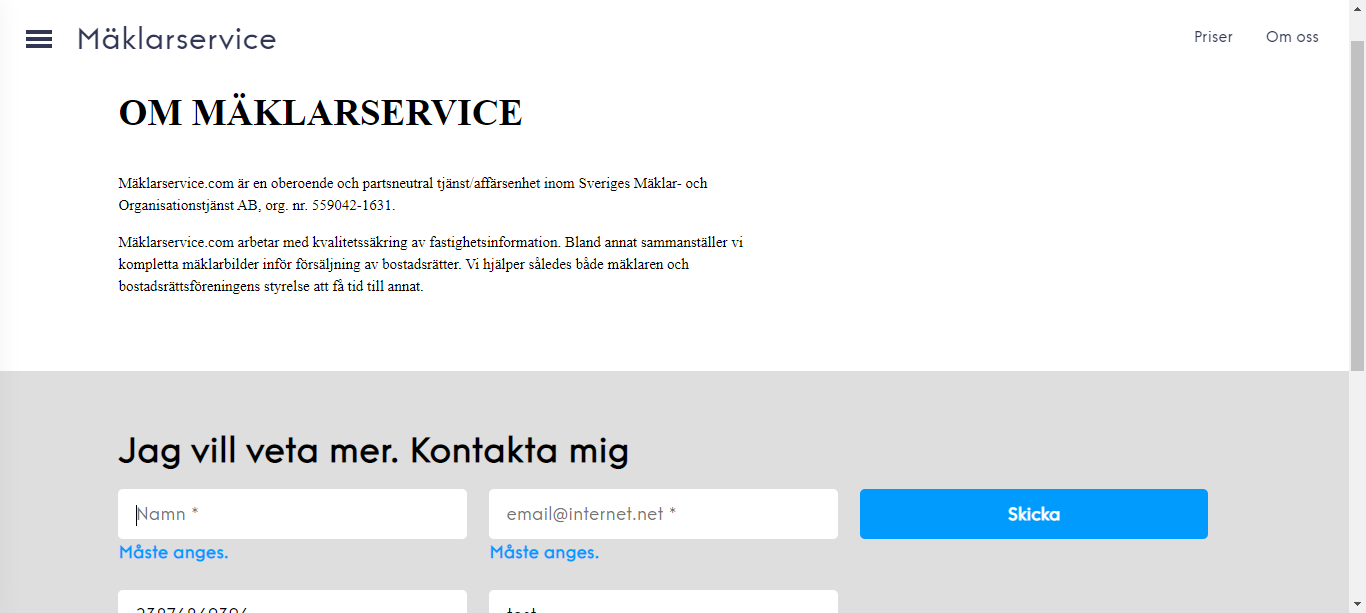 Mäklarservice
Priser
Om oss
OM MÄKLARSERVICE
Mäklarservice.com är en oberoende och partsneutral tjänst/affärsenhet inom Sveriges Mäklar- och
Organisationstjänst AB, org. nr. 559042-1631.
Mäklarservice.com arbetar med kvalitetssäkring av fastighetsinformation. Bland annat sammanställer vi
kompletta mäklarbilder inför försäljning av bostadsrätter. Vi hjälper således både mäklaren och
bostadsrättsföreningens styrelse att få tid till annat.
Jag vill veta mer. Kontakta mig
Namn *
email@internet.net *
Skicka
Måste anges.
Måste anges.
test